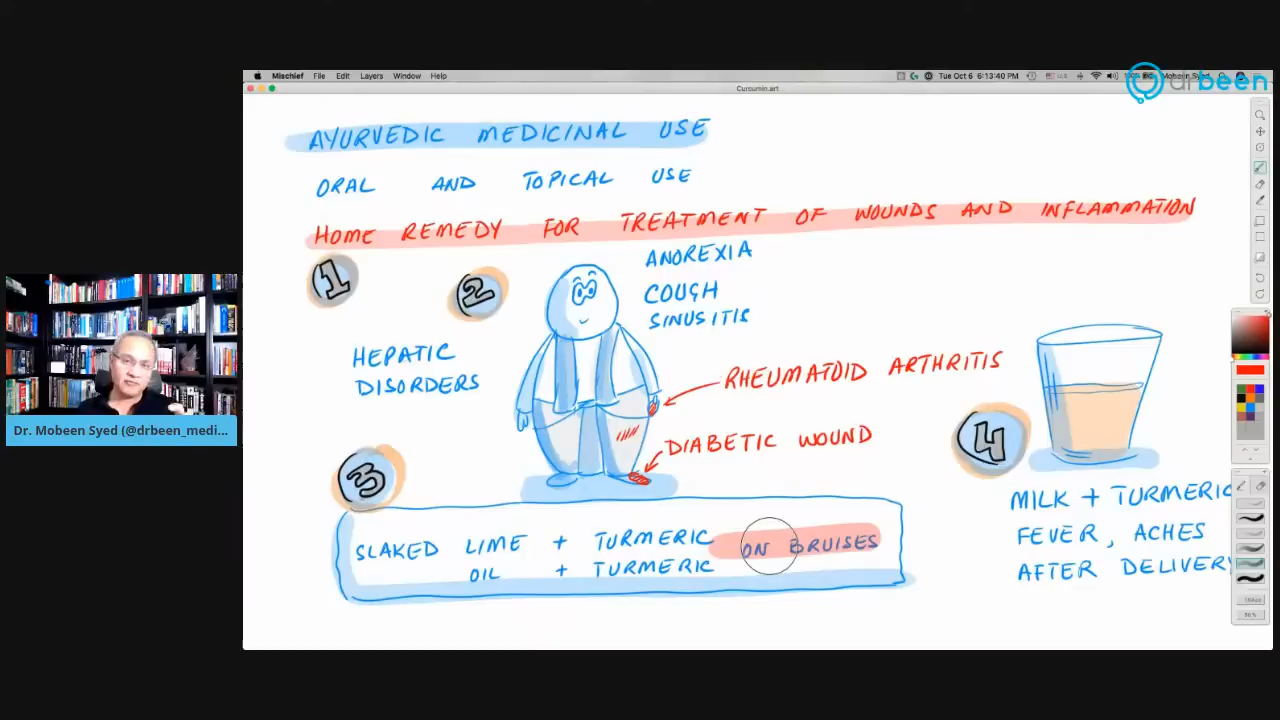 Mischief File Edit Layers Window Help
Tue Oct 6 6:13:40 PM
Mobeen Syed
drbeen
Curcumin.art
AYURVEDIC MEDICINAL USE
ORAL AND TOPICAL USE
HOME REMEDY FOR TREATMENT OF WOUNDS AND INFLAMMATION
1
2
ANOREXIA
COUGH
SINUSITIS
HEPATIC
DISORDERS
RHEUMATOID ARTHRITIS
DIABETIC WOUND
3
SLAKED LIME + TURMERIC ON BRUISES
OIL + TURMERIC
4
MILK + TURMERIC
FEVER, ACHES
AFTER DELIVERY
Dr. Mobeen Syed (@drbeen_medi...